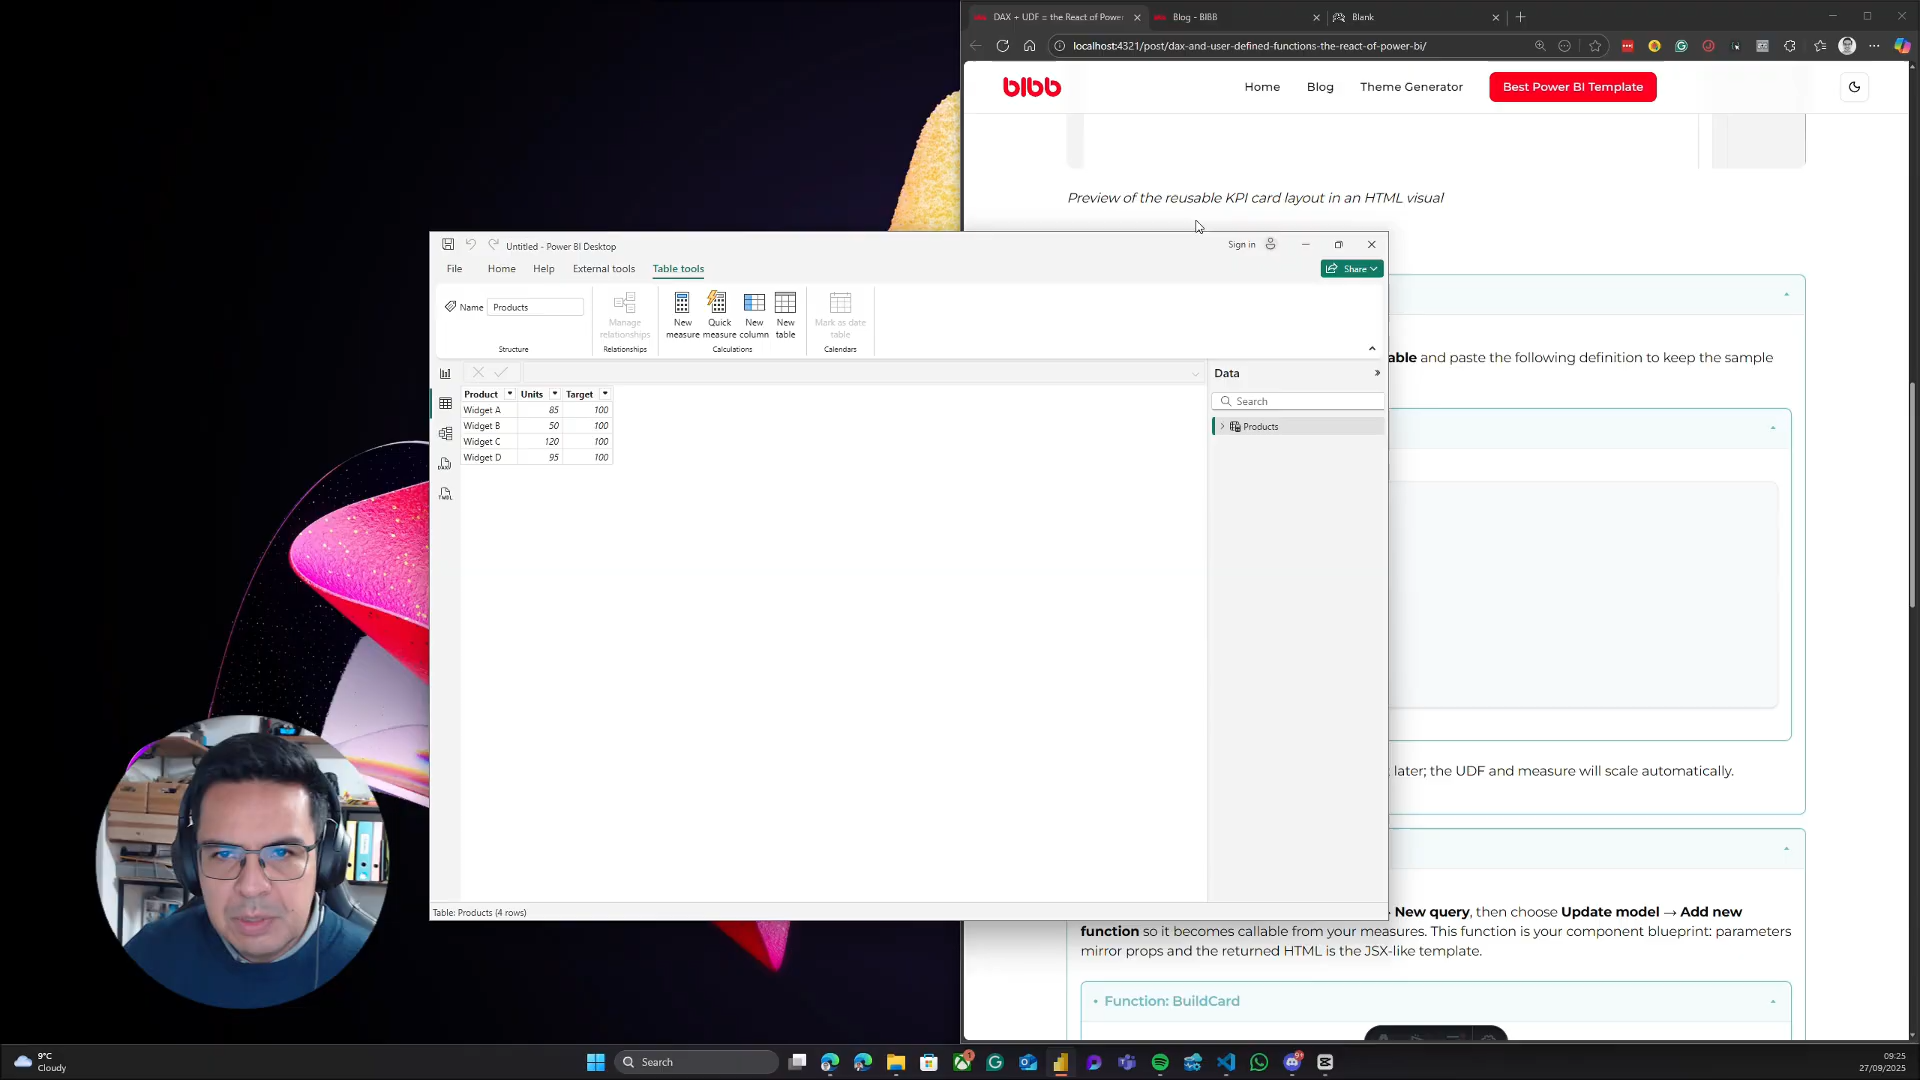 DAX + UDF = the React of Power
Blog - BIBB
Blank
localhost:4321/post/dax-and-user-defined-functions-the-react-of-power-bi/
bibb
Home
Blog
Theme Generator
Best Power BI Template
Preview of the reusable KPI card layout in an HTML visual
Untitled - Power BI Desktop
Sign in
File
Home
Help
External tools
Table tools
Share
Name
Products
Manage relationships
New measure
Quick measure
New column
New table
Mark as date table
Structure
Relationships
Calculations
Calendars
Data
Product Units Target
Widget A 85 100
Widget B 50 100
Widget C 120 100
Widget D 95 100
Search
Products
able and paste the following definition to keep the sample
later; the UDF and measure will scale automatically.
Table: Products (4 rows)
New query, then choose Update model → Add new
function so it becomes callable from your measures. This function is your component blueprint: parameters
mirror props and the returned HTML is the JSX-like template.
• Function: BuildCard
9°C
Cloudy
Search
09:25
27/09/2025